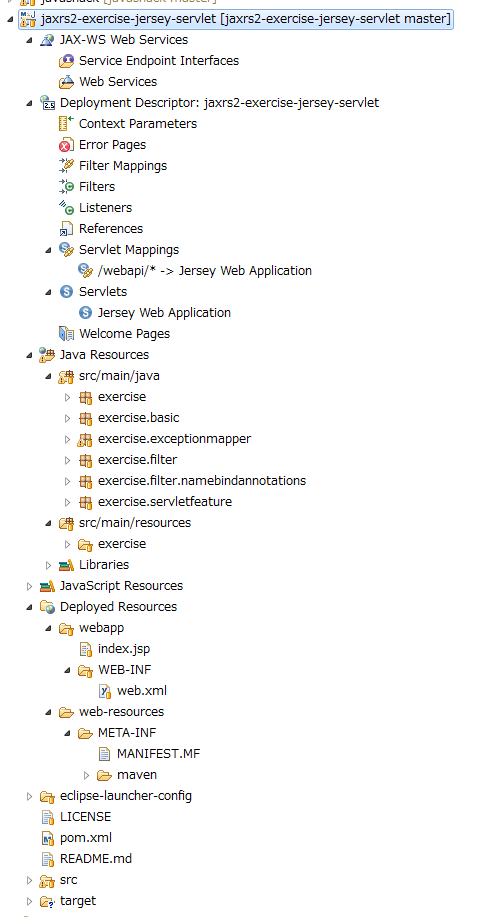 javashack [javashack master]
jaxrs2-exercise-jersey-servlet [jaxrs2-exercise-jersey-servlet master]
JAX-WS Web Services
Service Endpoint Interfaces
Web Services
Deployment Descriptor: jaxrs2-exercise-jersey-servlet
Context Parameters
Error Pages
Filter Mappings
Filters
Listeners
References
Servlet Mappings
/webapi/* -> Jersey Web Application
Servlets
Jersey Web Application
Welcome Pages
Java Resources
src/main/java
exercise
exercise.basic
exercise.exceptionmapper
exercise.filter
exercise.filter.namebindannotations
exercise.servletfeature
src/main/resources
exercise
Libraries
JavaScript Resources
Deployed Resources
webapp
index.jsp
WEB-INF
web.xml
web-resources
META-INF
MANIFEST.MF
maven
eclipse-launcher-config
LICENSE
pom.xml
README.md
src
target